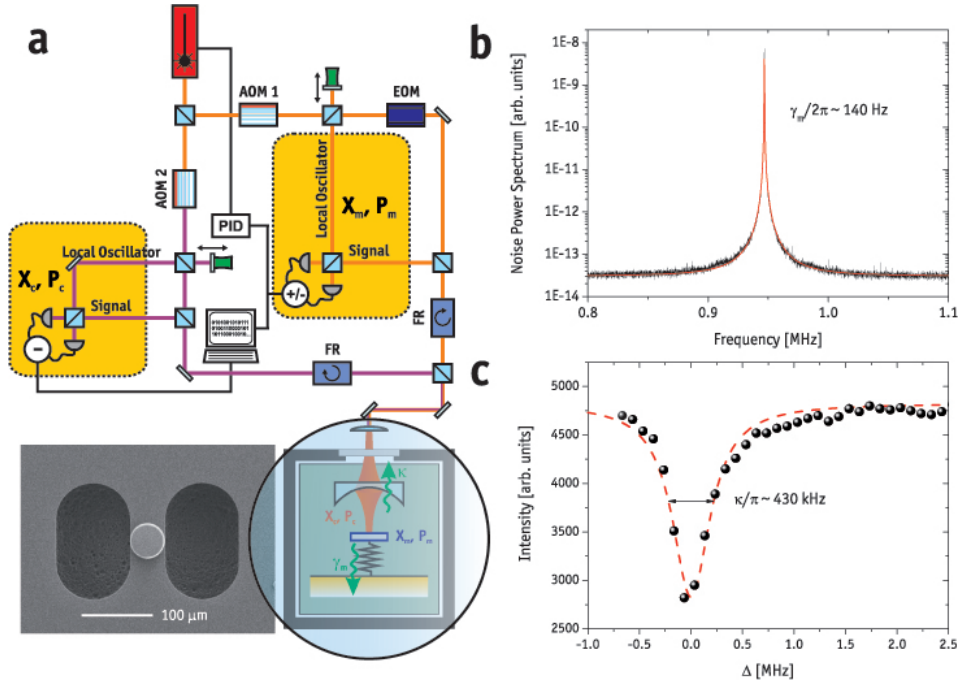 a
AOM 1
EOM
AOM 2
PID
Local Oscillator
Xm, Pm
Signal
+/-
Local Oscillator
Xc, Pc
Signal
-
FR
FR
κ
Xc, Pc
Xm, Pm
γm
100 μm
b
Noise Power Spectrum [arb. units]
1E-8
1E-9
1E-10
1E-11
1E-12
1E-13
1E-14
γm/2π~ 140 Hz
0.8
0.9
1.0
1.1
Frequency [MHz]
c
Intensity [arb. units]
5000
4500
4000
3500
3000
2500
κ/π~ 430 kHz
-1.0
-0.5
0.0
0.5
1.0
1.5
2.0
2.5
Δ [MHz]